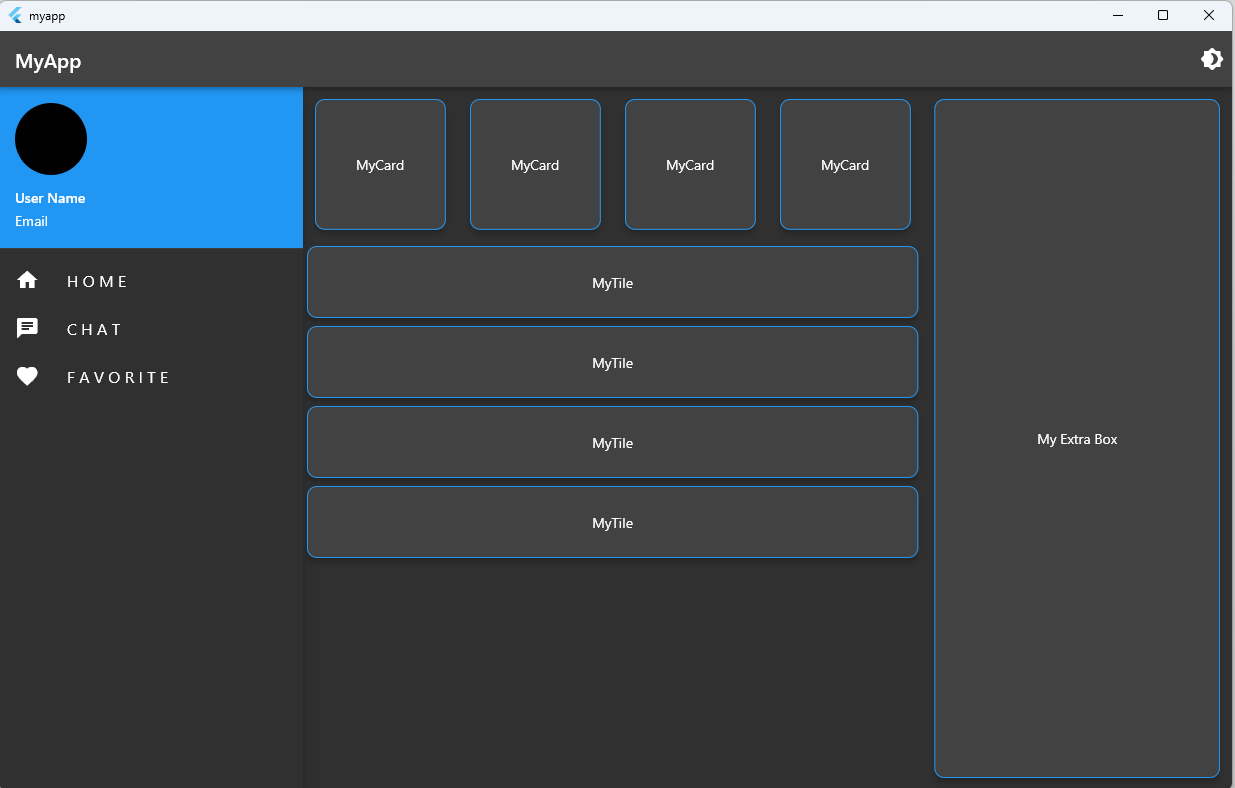 myapp
MyApp
User Name
Email
HOME
CHAT
FAVORITE
MyCard
MyCard
MyCard
MyCard
MyTile
MyTile
MyTile
MyTile
My Extra Box